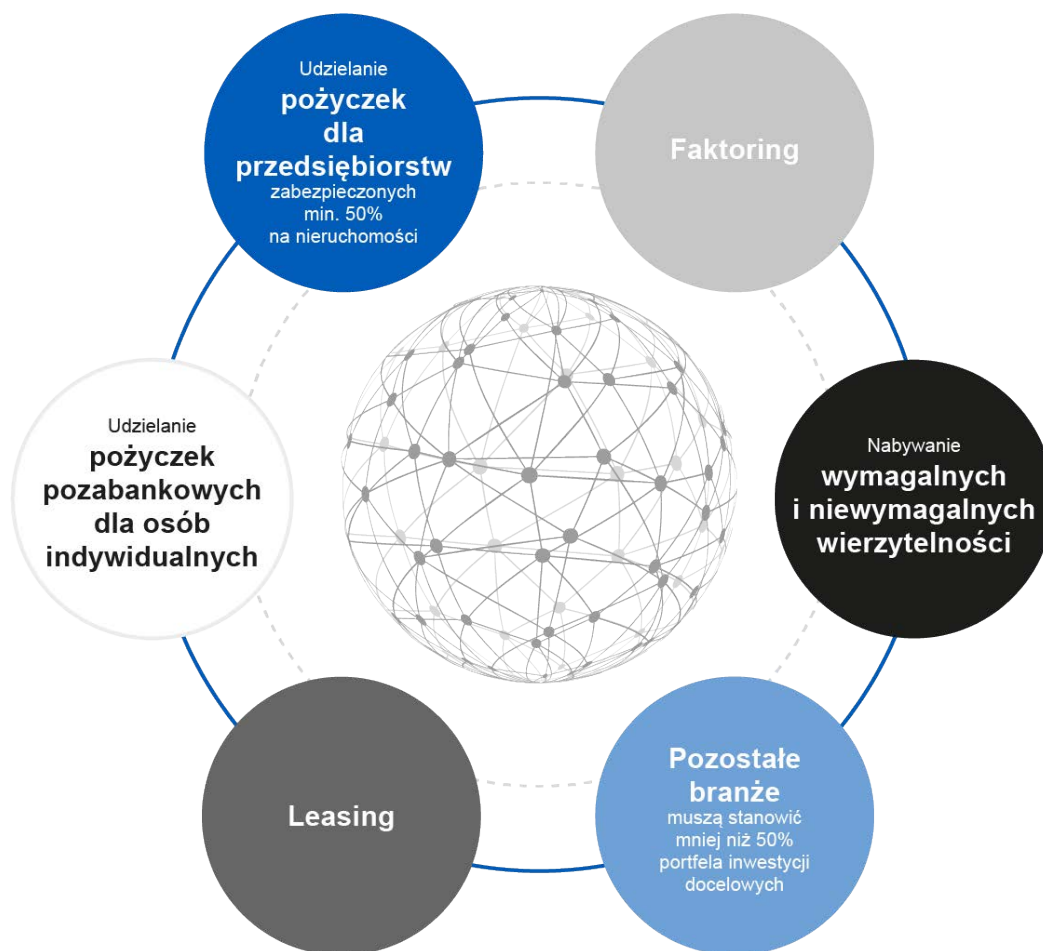 Udzielanie
pożyczek
dla
przedsiębiorstw
zabezpieczonych
min. 50%
na nieruchomości
Faktoring
Udzielanie
pożyczek
pozabankowych
dla osób
indywidualnych
Nabywanie
wymagalnych
i niewymagalnych
wierzytelności
Leasing
Pozostałe
branże
muszą stanowić
mniej niż 50%
portfela inwestycji
docelowych